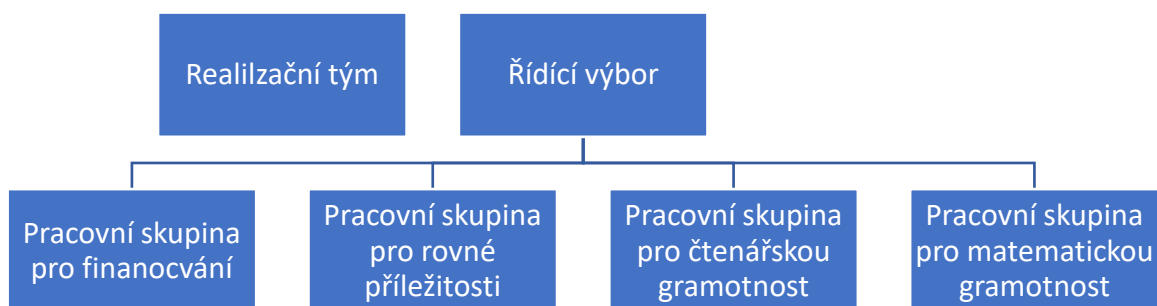 Realilzační tým
Řídící výbor
Pracovní skupina
pro finanocvání
Pracovní skupina
pro rovné
příležitosti
Pracovní skupina
pro čtenářskou
gramotnost
Pracovní skupina
pro matematickou
gramotnost